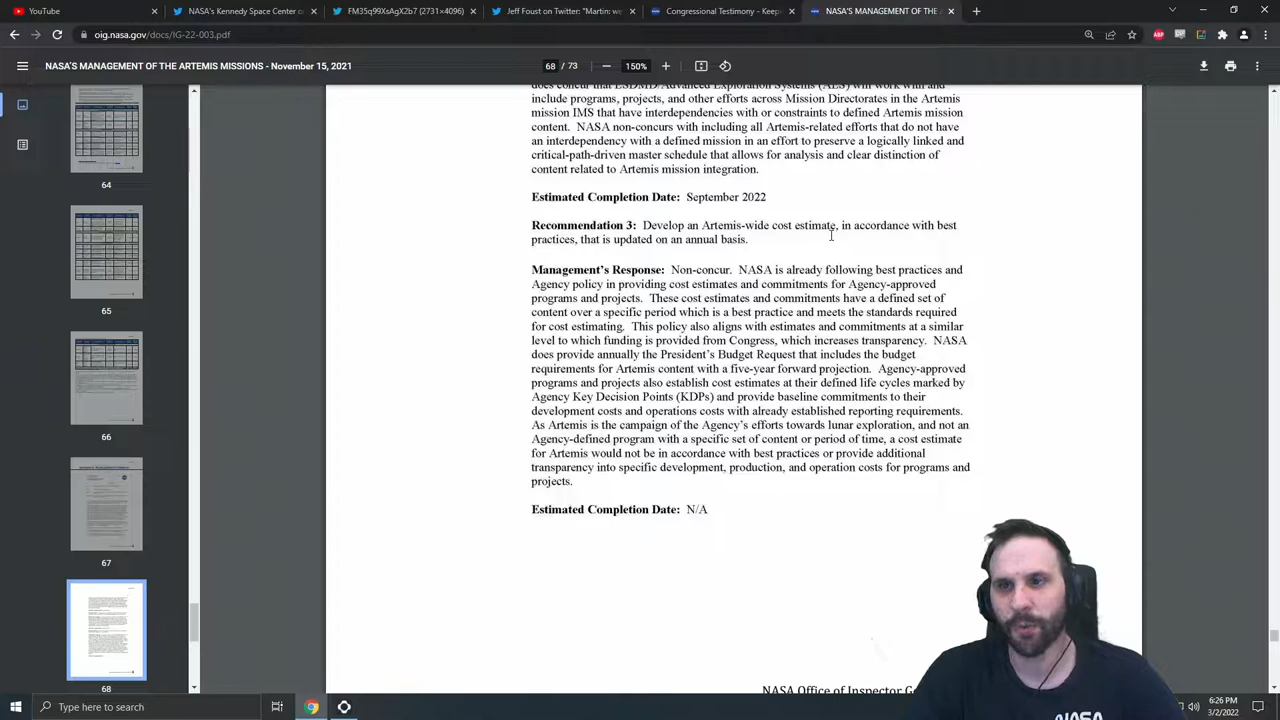 YouTube
NASA's Kennedy Space Center o
FM35q99XsAgX2b7 (2731×4096)
Jeff Foust on Twitter: "Martin: we
Congressional Testimony – Keep
NASA'S MANAGEMENT OF THE A
oig.nasa.gov/docs/IG-22-003.pdf
NASA'S MANAGEMENT OF THE ARTEMIS MISSIONS - November 15, 2021
68 / 73
150%
does concur that ESDMD/Advanced Exploration Systems (AES) will work with and
include programs, projects, and other efforts across Mission Directorates in the Artemis
mission IMS that have interdependencies with or constraints to defined Artemis mission
content. NASA non-concurs with including all Artemis-related efforts that do not have
an interdependency with a defined mission in an effort to preserve a logically linked and
critical-path-driven master schedule that allows for analysis and clear distinction of
content related to Artemis mission integration.
Estimated Completion Date: September 2022
Recommendation 3: Develop an Artemis-wide cost estimate, in accordance with best
practices, that is updated on an annual basis.
Management's Response: Non-concur. NASA is already following best practices and
Agency policy in providing cost estimates and commitments for Agency-approved
programs and projects. These cost estimates and commitments have a defined set of
content over a specific period which is a best practice and meets the standards required
for cost estimating. This policy also aligns with estimates and commitments at a similar
level to which funding is provided from Congress, which increases transparency. NASA
does provide annually the President's Budget Request that includes the budget
requirements for Artemis content with a five-year forward projection. Agency-approved
programs and projects also establish cost estimates at their defined life cycles marked by
Agency Key Decision Points (KDPs) and provide baseline commitments to their
development costs and operations costs with already established reporting requirements.
As Artemis is the campaign of the Agency's efforts towards lunar exploration, and not an
Agency-defined program with a specific set of content or period of time, a cost estimate
for Artemis would not be in accordance with best practices or provide additional
transparency into specific development, production, and operation costs for programs and
projects.
Estimated Completion Date: N/A
NASA Office of Inspector Ge
64
65
66
67
68
NASA
Type here to search
6:26 PM
3/2/2022